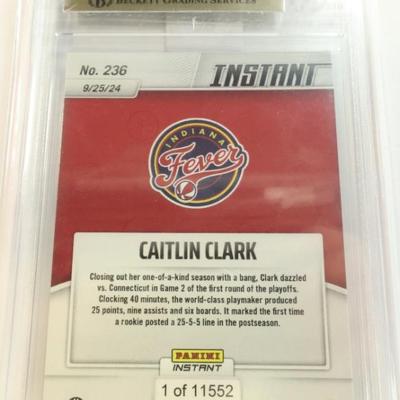 BECKETT GRADING SERVICES
No. 236
INSTANT
9/25/24
INDIANA
Fever
CAITLIN CLARK
Closing out her one-of-a-kind season with a bang, Clark dazzled
vs. Connecticut in Game 2 of the first round of the playoffs.
Clocking 40 minutes, the world-class playmaker produced
25 points, nine assists and six boards. It marked the first time
a rookie posted a 25-5-5 line in the postseason.
PANINI
INSTANT
1 of 11552